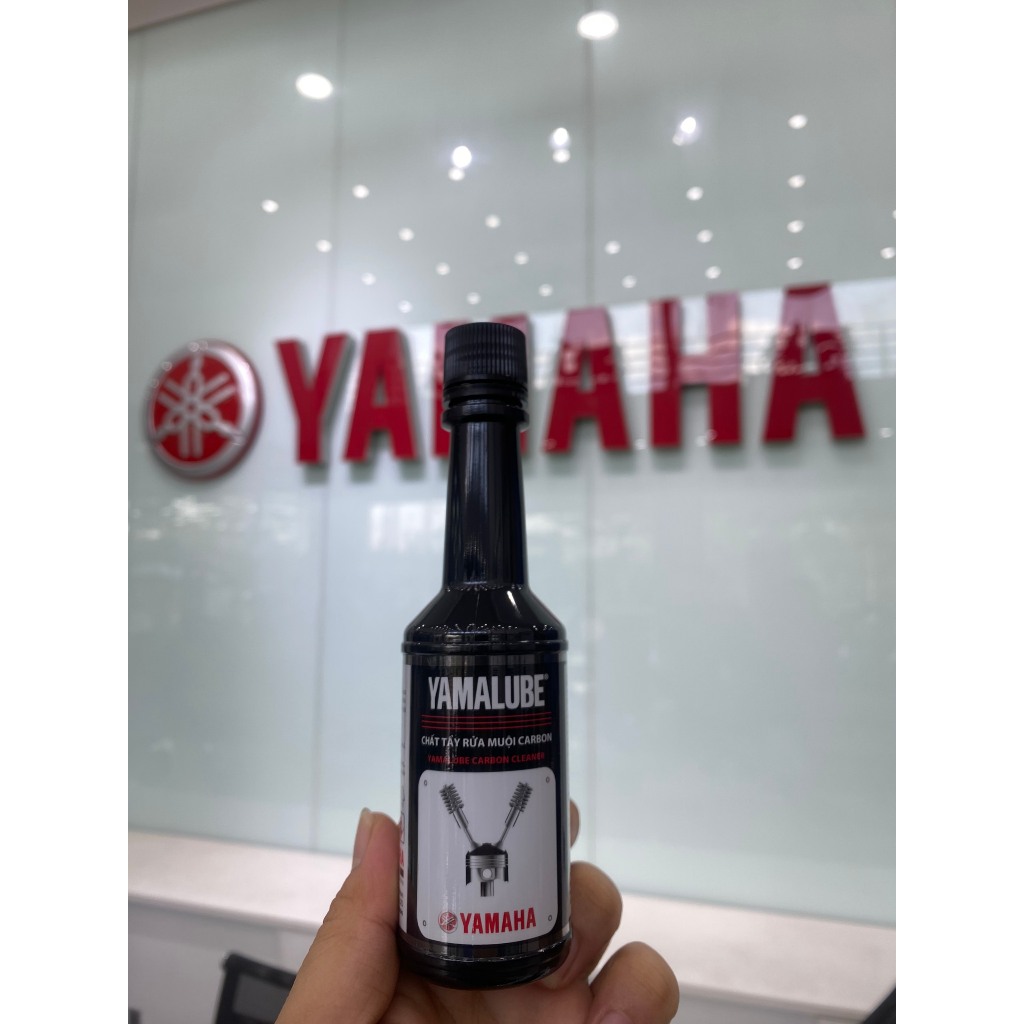 YAMAHA
YAMALUBE®
CHẤT TẨY RỬA MUỘI CARBON
YAMALUBE CARBON CLEANER
YAMAHA